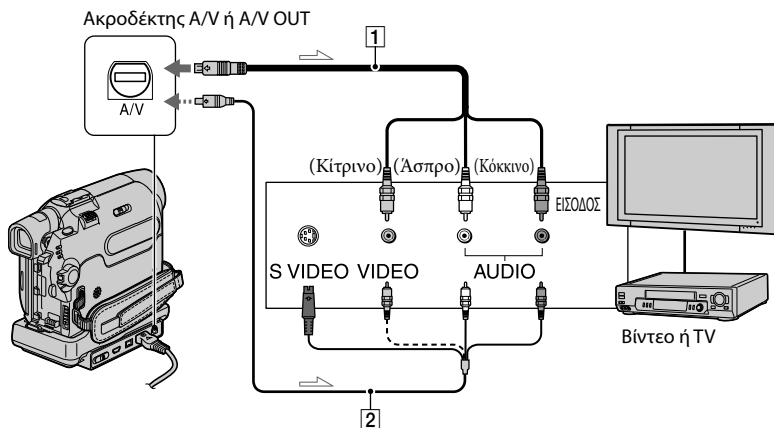 Ακροδέκτης A/V ή A/V OUT
A/V
1
(Κίτρινο) (Άσπρο) (Κόκκινο)
ΕΙΣΟΔΟΣ
S VIDEO VIDEO AUDIO
Βίντεο ή TV
2